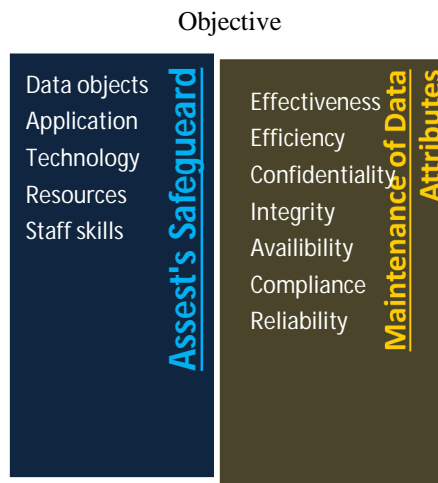 Objective
Data objects
Application
Technology
Resources
Staff skills
Assest's Safegueard
Effectiveness
Efficiency
Confidentiality
Integrity
Availibility
Compliance
Reliability
Maintenance of Data
Attributes